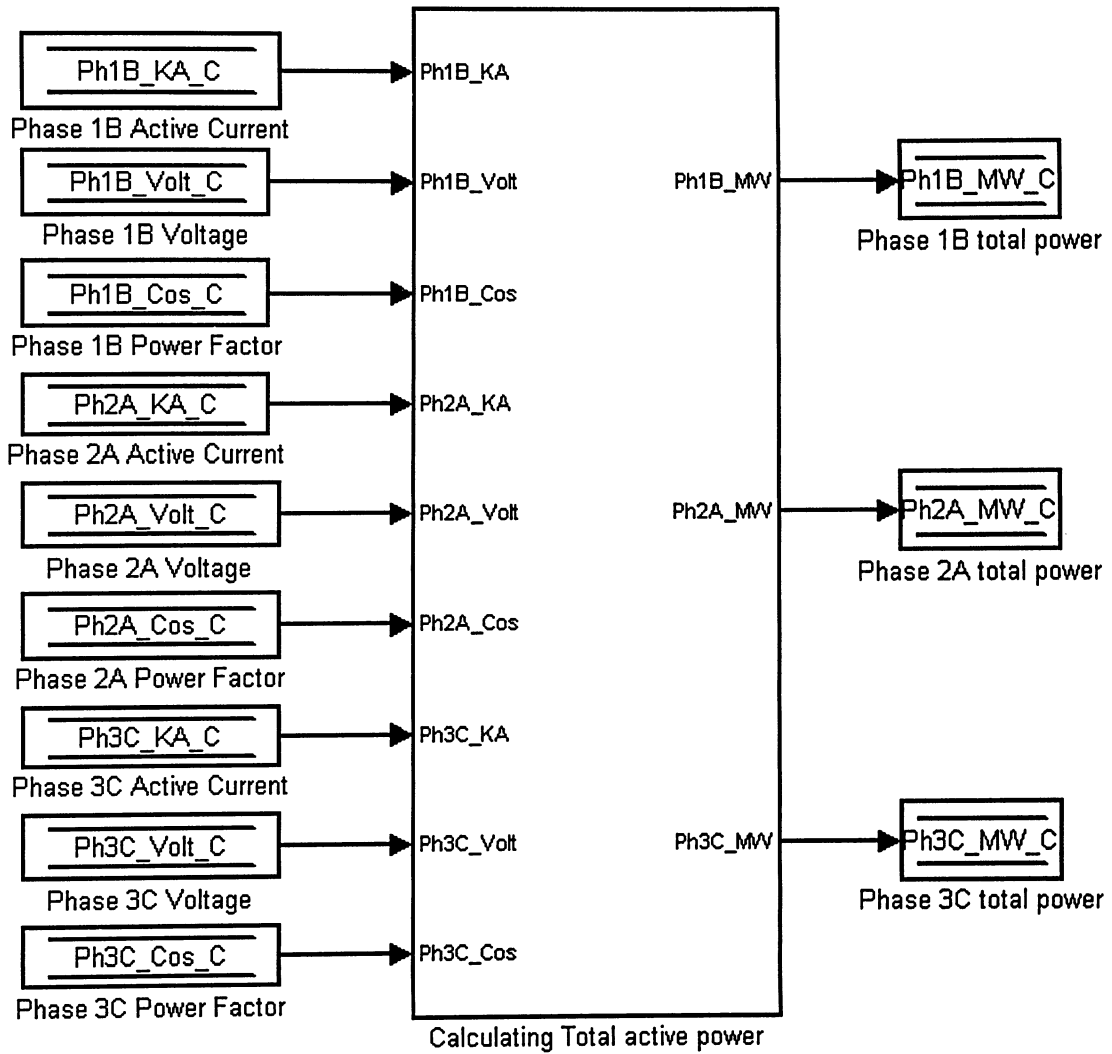 Ph1B_KA_C
Phase 1B Active Current
Ph1B_Volt_C
Phase 1B Voltage
Ph1B_Cos_C
Phase 1B Power Factor
Ph2A_KA_C
Phase 2A Active Current
Ph2A_Volt_C
Phase 2A Voltage
Ph2A_Cos_C
Phase 2A Power Factor
Ph3C_KA_C
Phase 3C Active Current
Ph3C_Volt_C
Phase 3C Voltage
Ph3C_Cos_C
Phase 3C Power Factor
Ph1B_KA
Ph1B_Volt
Ph1B_Cos
Ph2A_KA
Ph2A_Volt
Ph2A_Cos
Ph3C_KA
Ph3C_Volt
Ph3C_Cos
Ph1B_MW
Ph2A_MW
Ph3C_MW
Calculating Total active power
Ph1B_MW_C
Phase 1B total power
Ph2A_MW_C
Phase 2A total power
Ph3C_MW_C
Phase 3C total power